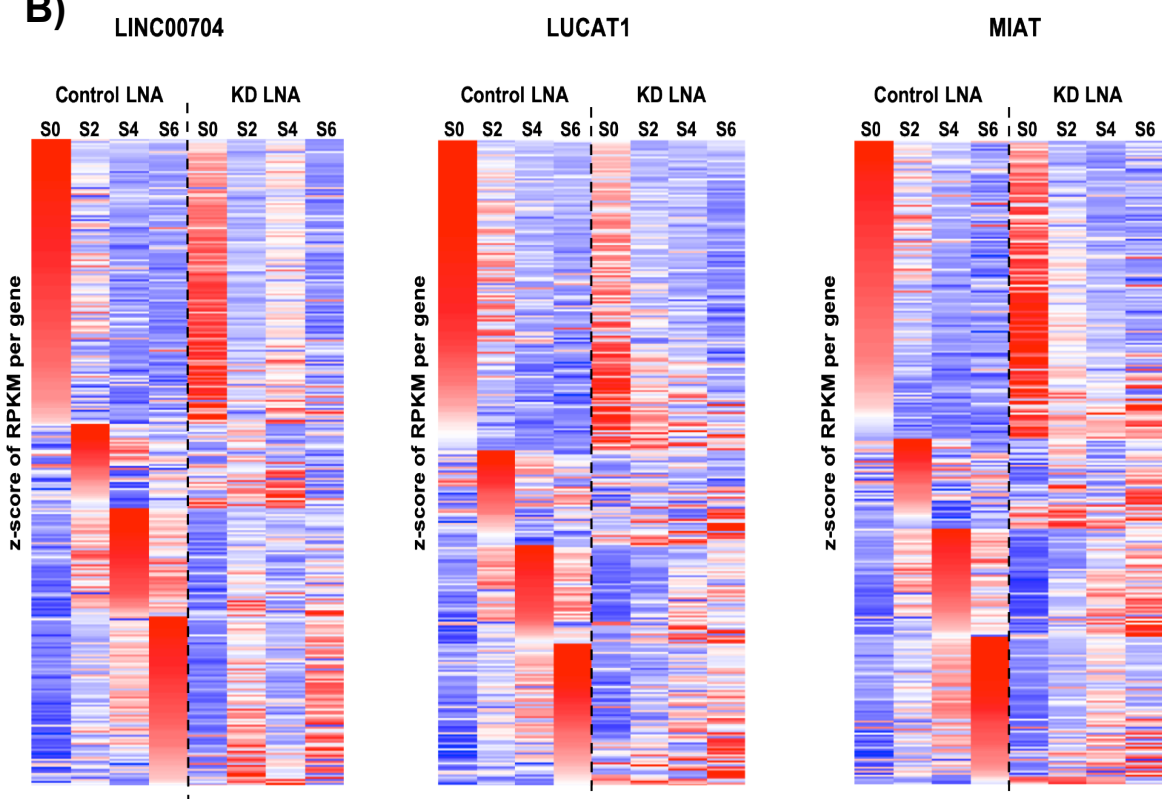 B)
LINC00704
LUCAT1
MIAT
Control LNA
KD LNA
Control LNA
KD LNA
Control LNA
KD LNA
S0 S2 S4 S6 S0 S2 S4 S6
S0 S2 S4 S6 S0 S2 S4 S6
S0 S2 S4 S6 S0 S2 S4 S6
z-score of RPKM per gene
z-score of RPKM per gene
z-score of RPKM per gene